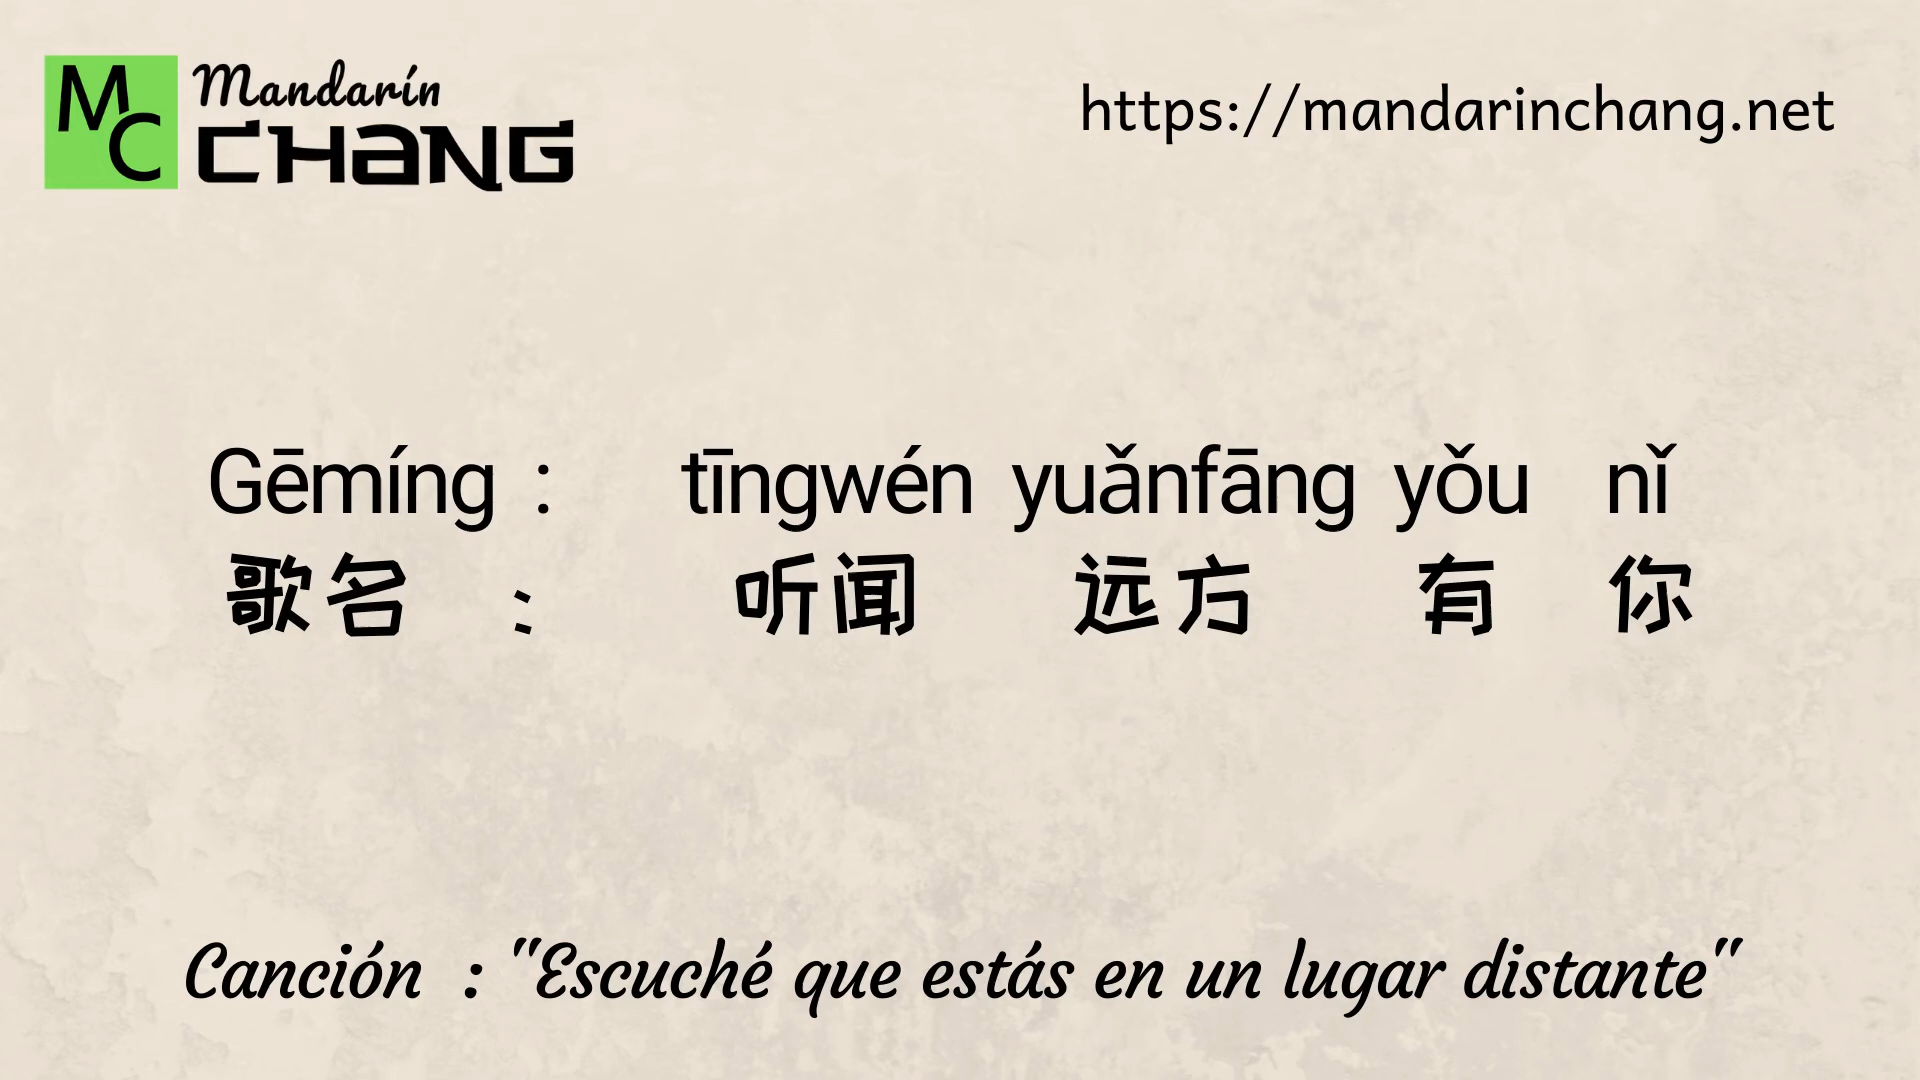 MC Mandarín CHANG
https://mandarinchang.net
Gēmíng : tīngwén yuǎnfāng yǒu nǐ
歌名 : 听闻 远方 有 你
Canción : "Escuché que estás en un lugar distante"